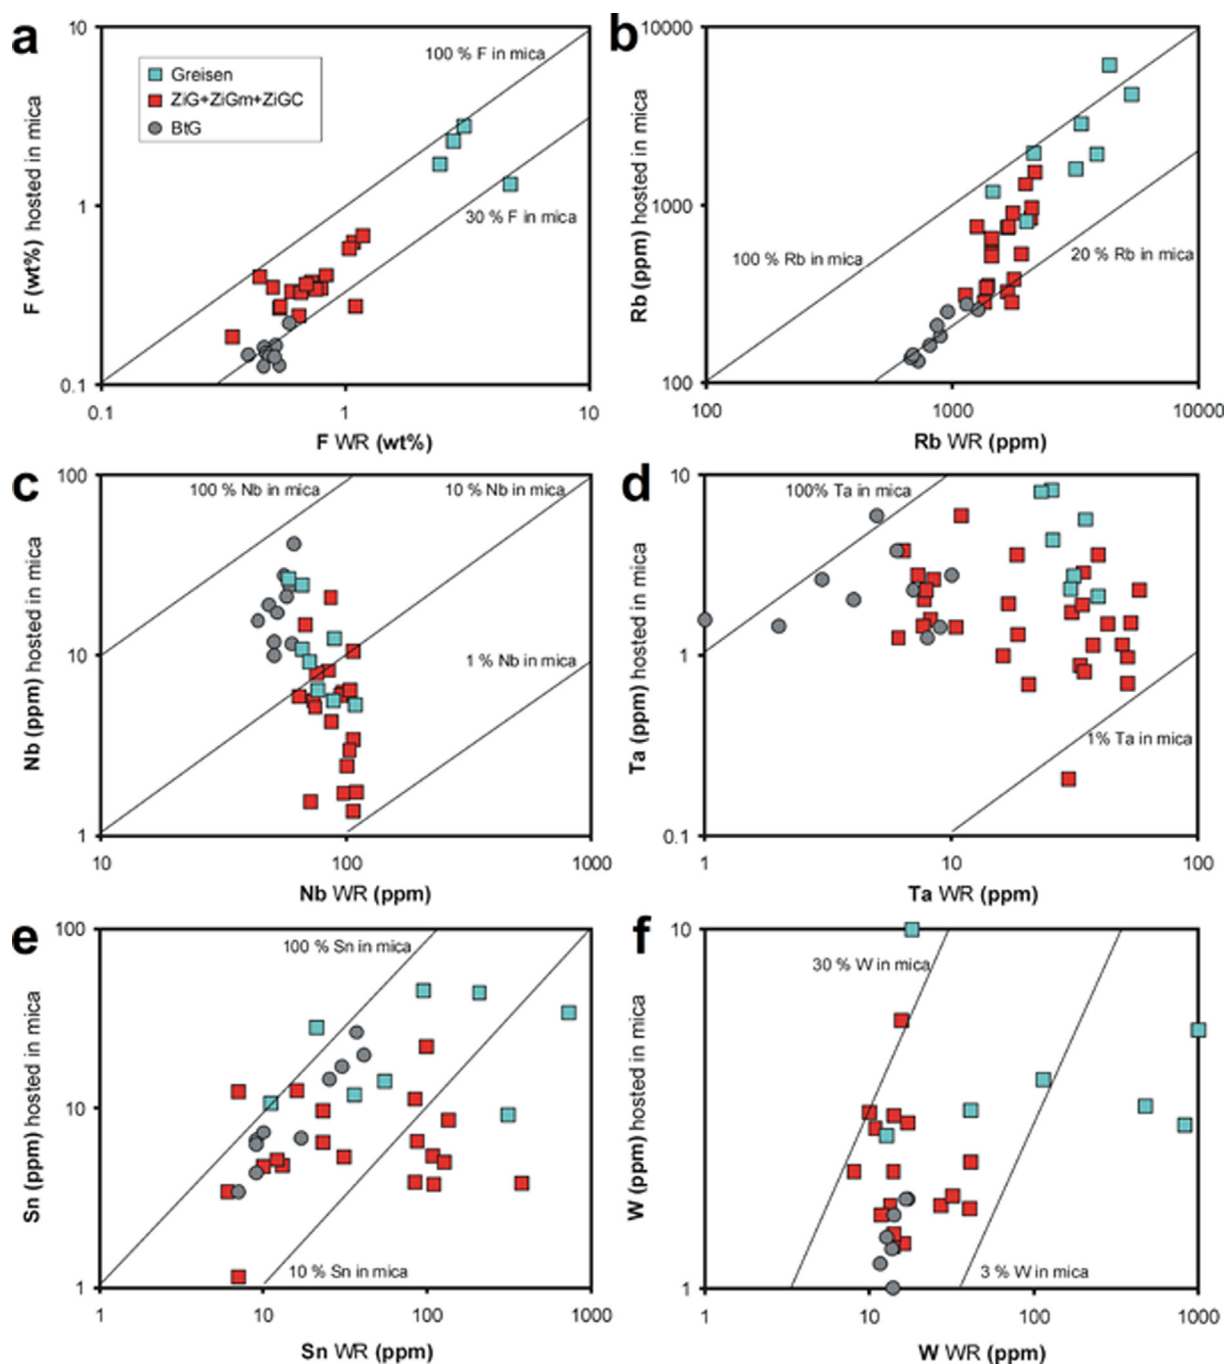 a
10
1
0.1
0.1
1
10
F (wt%) hosted in mica
F WR (wt%)
100 % F in mica
30 % F in mica
Greisen
ZiG+ZiGm+ZiGC
BtG
b
10000
1000
100
100
1000
10000
Rb (ppm) hosted in mica
Rb WR (ppm)
100 % Rb in mica
20 % Rb in mica
c
100
10
1
10
100
1000
Nb (ppm) hosted in mica
Nb WR (ppm)
100 % Nb in mica
10 % Nb in mica
1 % Nb in mica
d
10
1
0.1
1
10
100
Ta (ppm) hosted in mica
Ta WR (ppm)
100% Ta in mica
1% Ta in mica
e
100
10
1
1
10
100
1000
Sn (ppm) hosted in mica
Sn WR (ppm)
100 % Sn in mica
10 % Sn in mica
f
10
1
1
10
100
1000
W (ppm) hosted in mica
W WR (ppm)
30 % W in mica
3 % W in mica